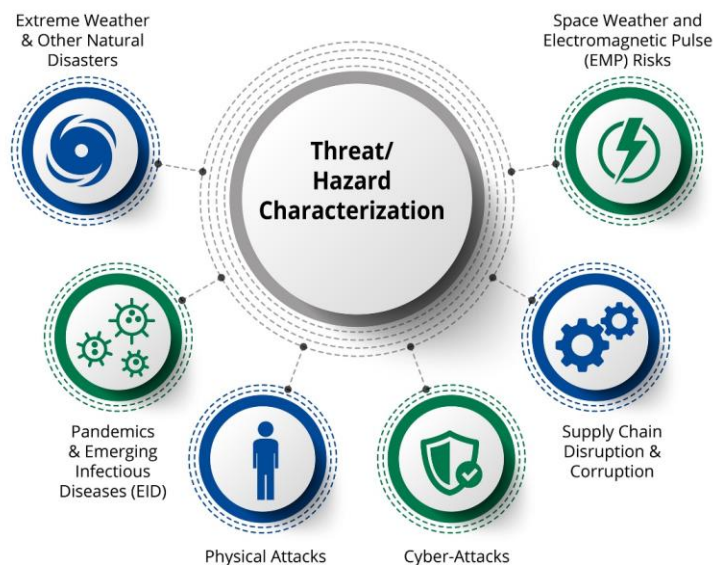 Extreme Weather
& Other Natural
Disasters
Space Weather and
Electromagnetic Pulse
(EMP) Risks
Threat/
Hazard
Characterization
Pandemics
& Emerging
Infectious
Diseases (EID)
Supply Chain
Disruption &
Corruption
Physical Attacks
Cyber-Attacks